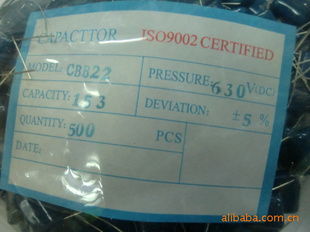 CAPACTTOR ISO9002 CERTIFIED
MODEL: CBB22 PRESSURE: 630V(DC)
CAPACITY: 153 DEVIATION: ±5%
QUANTITY: 500 PCS
DATE:
alibaba.com.cn